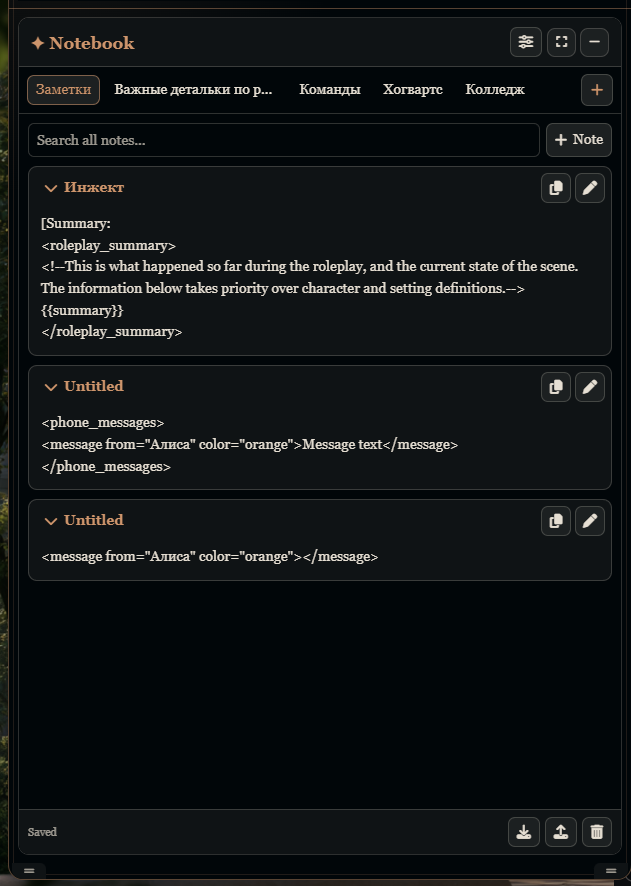 Notebook
Заметки Важные детальки по р... Команды Хогвартс Колледж
Search all notes... + Note
Инжект
[Summary:
<roleplay_summary>
<!--This is what happened so far during the roleplay, and the current state of the scene.
The information below takes priority over character and setting definitions.-->
{{summary}}
</roleplay_summary>
Untitled
<phone_messages>
<message from="Алиса" color="orange">Message text</message>
</phone_messages>
Untitled
<message from="Алиса" color="orange"></message>
Saved